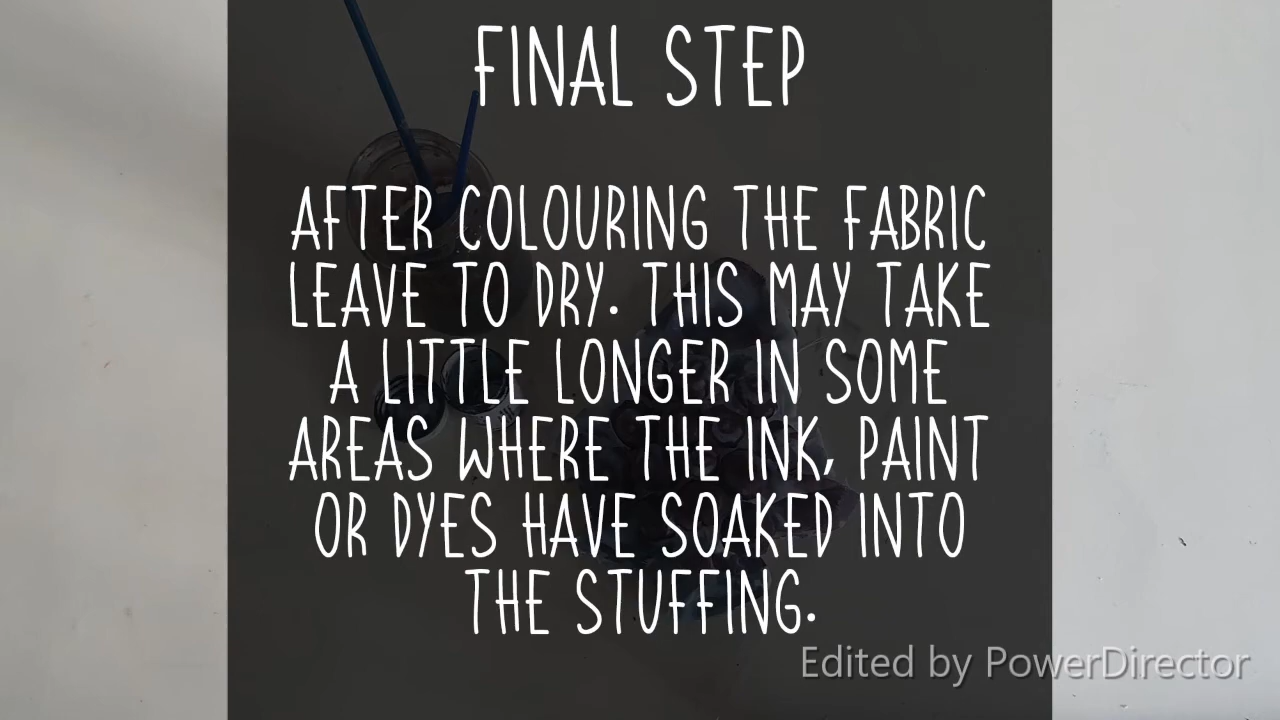 FINAL STEP
AFTER COLOURING THE FABRIC
LEAVE TO DRY. THIS MAY TAKE
A LITTLE LONGER IN SOME
AREAS WHERE THE INK, PAINT
OR DYES HAVE SOAKED INTO
THE STUFFING.
Edited by PowerDirector